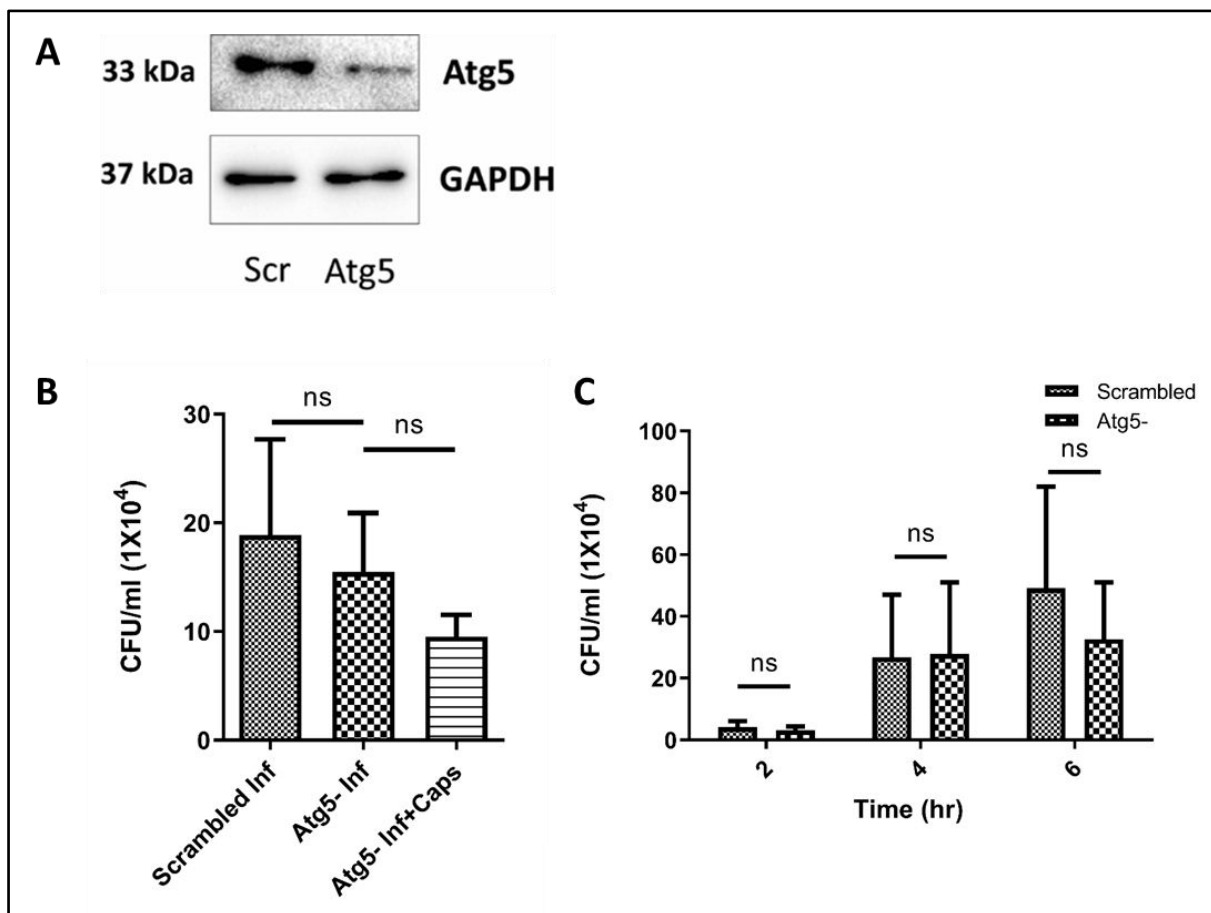 A
33 kDa
Atg5
37 kDa
GAPDH
Scr Atg5
B
ns
ns
30
20
10
0
CFU/ml (1X10⁴)
Scrambled Inf
Atg5- Inf
Atg5- Inf+Caps
C
Scrambled
Atg5-
ns
ns
ns
100
80
60
40
20
0
CFU/ml (1X10⁴)
2 4 6
Time (hr)